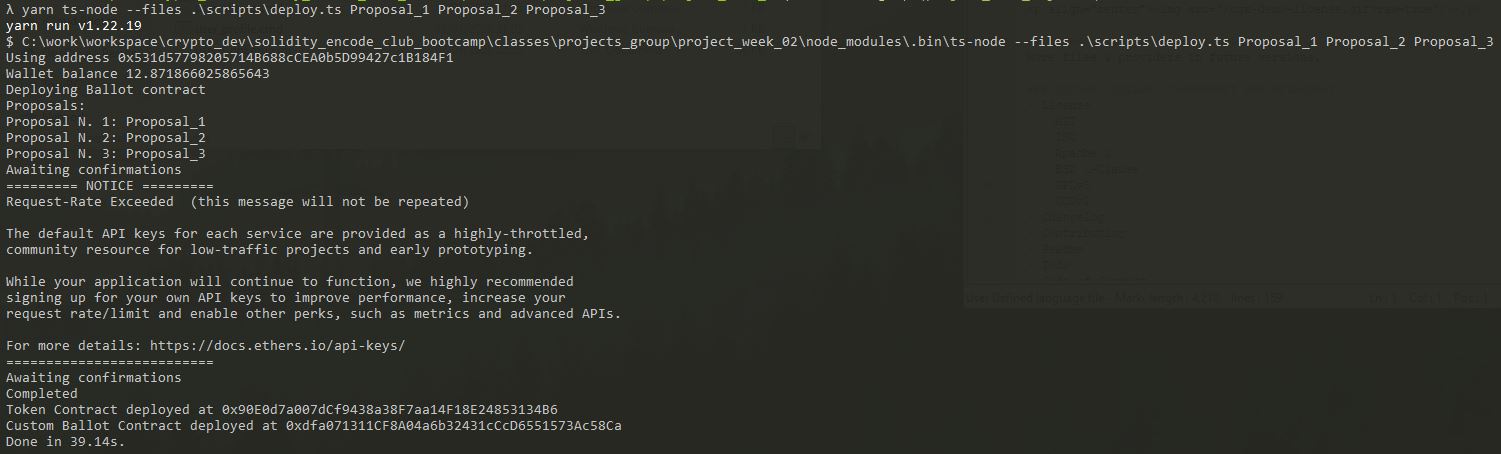 λ yarn ts-node --files .\scripts\deploy.ts Proposal_1 Proposal_2 Proposal_3
yarn run v1.22.19
$ C:\work\workspace\crypto_dev\solidity_encode_club_bootcamp\classes\projects_group\project_week_02\node_modules\.bin\ts-node --files .\scripts\deploy.ts Proposal_1 Proposal_2 Proposal_3
Using address 0x531d57798205714B688cCEA0b5D99427c1B184F1
Wallet balance 12.871866025865643
Deploying Ballot contract
Proposals:
Proposal N. 1: Proposal_1
Proposal N. 2: Proposal_2
Proposal N. 3: Proposal_3
Awaiting confirmations
========= NOTICE =========
Request-Rate Exceeded  (this message will not be repeated)
The default API keys for each service are provided as a highly-throttled,
community resource for low-traffic projects and early prototyping.
While your application will continue to function, we highly recommended
signing up for your own API keys to improve performance, increase your
request rate/limit and enable other perks, such as metrics and advanced APIs.
For more details: https://docs.ethers.io/api-keys/
==========================
Awaiting confirmations
Completed
Token Contract deployed at 0x90E0d7a007dCf9438a38F7aa14F18E24853134B6
Custom Ballot Contract deployed at 0xdfa071311CF8A04a6b32431cCcD6551573Ac58Ca
Done in 39.14s.